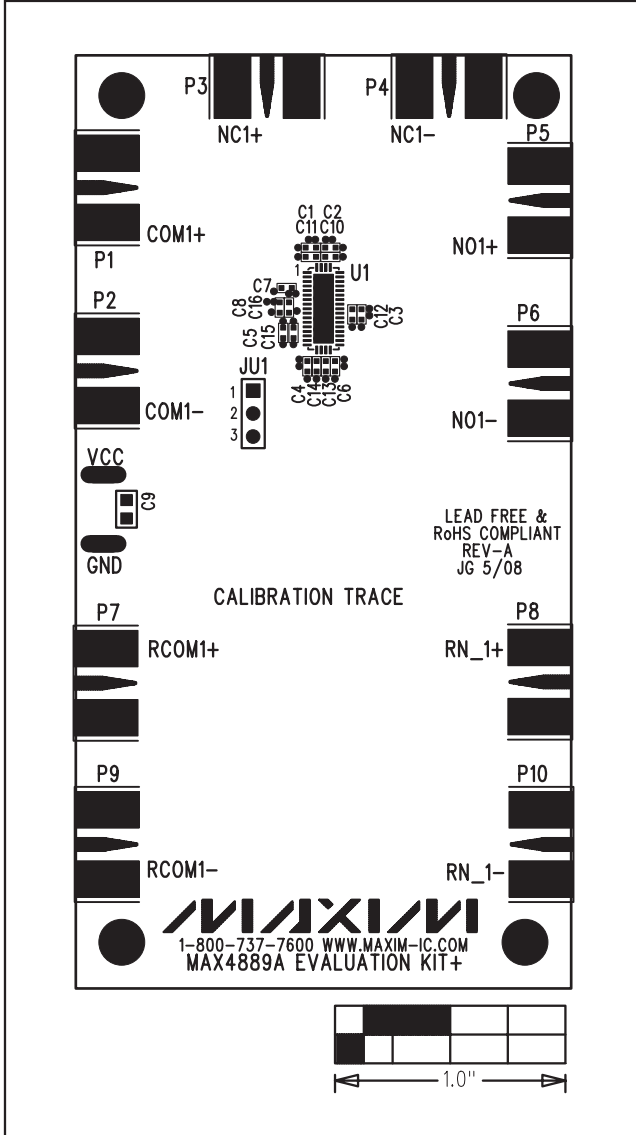 P3
P4
NC1+
NC1-
P5
COM1+
NO1+
P1
C1 C2
C11 C10
1
U1
C7
C8
C16
C12
C3
C5
C15
P2
P6
JU1
1
2
3
C4
C14
C13
C6
COM1-
NO1-
VCC
C9
GND
LEAD FREE &
RoHS COMPLIANT
REV-A
JG 5/08
CALIBRATION TRACE
P7
P8
RCOM1+
RN_1+
P9
P10
RCOM1-
RN_1-
MAXIM
1-800-737-7600 WWW.MAXIM-IC.COM
MAX4889A EVALUATION KIT+
1.0"